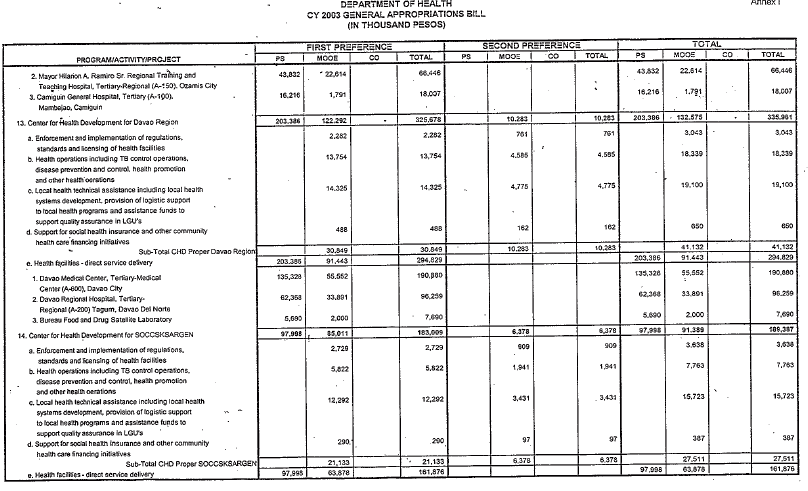 DEPARTMENT OF HEALTH
CY 2003 GENERAL APPROPRIATIONS BILL
(IN THOUSAND PESOS)
Annex I
FIRST PREFERENCE SECOND PREFERENCE TOTAL
PROGRAM/ACTIVITY/PROJECT PS MOOE CO TOTAL PS MOOE CO TOTAL PS MOOE CO TOTAL
2. Mayor Hilarion A. Ramiro Sr. Regional Training and 43,832 22,614 66,446 43,832 22,614 66,446
Teaching Hospital, Tertiary-Regional (A-150), Ozamis City
3. Camiguin General Hospital, Tertiary (A-100), 16,216 1,791 18,007 16,216 1,791 18,007
Mambajao, Camiguin
13. Center for Health Development for Davao Region 203,386 122,292 - 325,678 10,283 10,283 203,386 132,575 335,961
a. Enforcement and implementation of regulations, 2,282 2,282 761 761 3,043 3,043
standards and licensing of health facilities
b. Health operations including TB control operations, 13,754 13,754 4,585 4,585 18,339 18,339
disease prevention and control, health promotion
and other health oerations
c. Local health technical assistance including local health 14,325 14,325 4,775 4,775 19,100 19,100
systems development, provision of logistic support
to local health programs and assistance funds to
support quality assurance in LGU's
d. Support for social health insurance and other community 488 488 162 162 650 650
health care financing initiatives
Sub-Total CHD Proper Davao Region 30,849 30,849 10,283 10,283 41,132 41,132
e. Health facilities - direct service delivery 203,386 91,443 294,829 203,386 91,443 294,829
1. Davao Medical Center, Tertiary-Medical 135,328 55,552 190,880 135,328 55,552 190,880
Center (A-600), Davao City
2. Davao Regional Hospital, Tertiary- 62,368 33,891 96,259 62,368 33,891 96,259
Regional (A-200) Tagum, Davao Del Norte
3. Bureau Food and Drug Satellite Laboratory 5,690 2,000 7,690 5,690 2,000 7,690
14. Center for Health Development for SOCCSKSARGEN 97,998 85,011 183,009 6,378 6,378 97,998 91,389 189,387
a. Enforcement and implementation of regulations, 2,729 2,729 909 909 3,638 3,638
standards and licensing of health facilities
b. Health operations including TB control operations, 5,822 5,822 1,941 1,941 7,763 7,763
disease prevention and control, health promotion
and other health oerations
c. Local health technical assistance including local health 12,292 12,292 3,431 3,431 15,723 15,723
systems development, provision of logistic support
to local health programs and assistance funds to
support quality assurance in LGU's
d. Support for social health insurance and other community 290 290 97 97 387 387
health care financing initiatives
Sub-Total CHD Proper SOCCSKSARGEN 21,133 21,133 6,378 6,378 27,511 27,511
e. Health facilities - direct service delivery 97,998 63,878 161,876 97,998 63,878 161,876